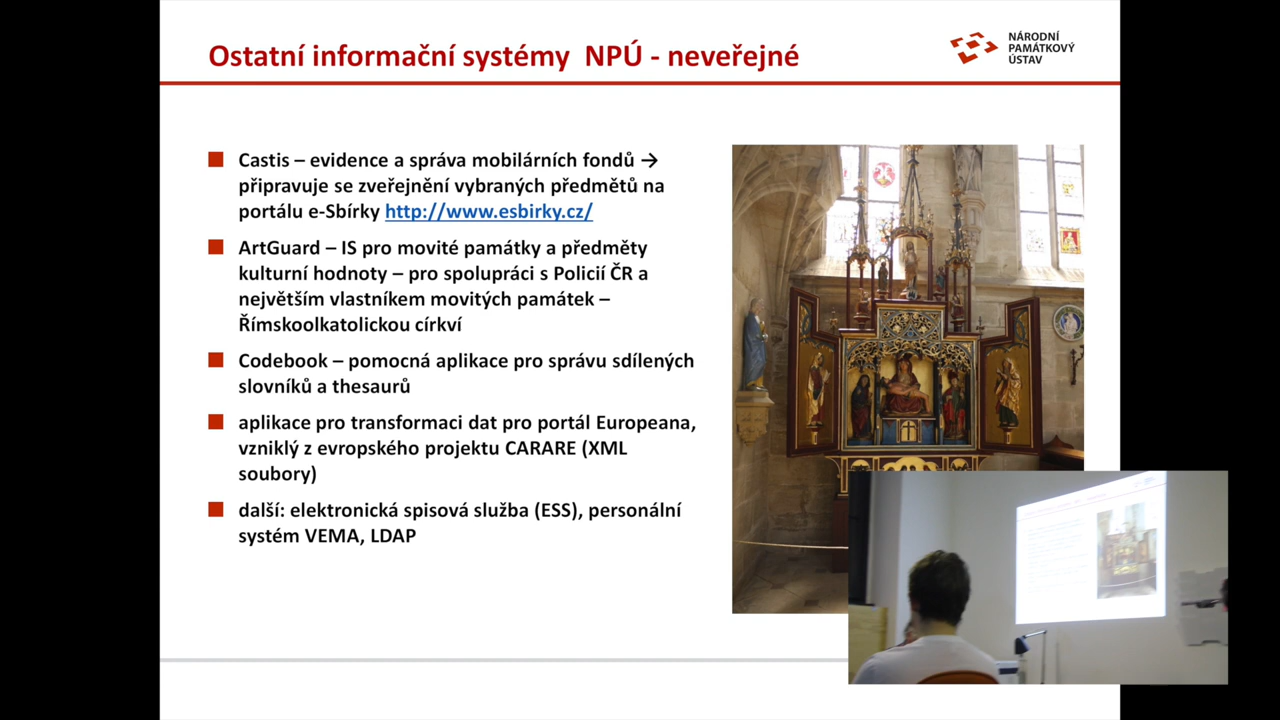 Ostatní informační systémy NPÚ - neveřejné
NÁRODNÍ
PAMÁTKOVÝ
ÚSTAV
Castis – evidence a správa mobilárních fondů →
připravuje se zveřejnění vybraných předmětů na
portálu e-Sbírky http://www.esbirky.cz/
ArtGuard – IS pro movité památky a předměty
kulturní hodnoty – pro spolupráci s Policií ČR a
největším vlastníkem movitých památek –
Římskoolkatolickou církví
Codebook – pomocná aplikace pro správu sdílených
slovníků a thesaurů
aplikace pro transformaci dat pro portál Europeana,
vzniklý z evropského projektu CARARE (XML
soubory)
další: elektronická spisová služba (ESS), personální
systém VEMA, LDAP